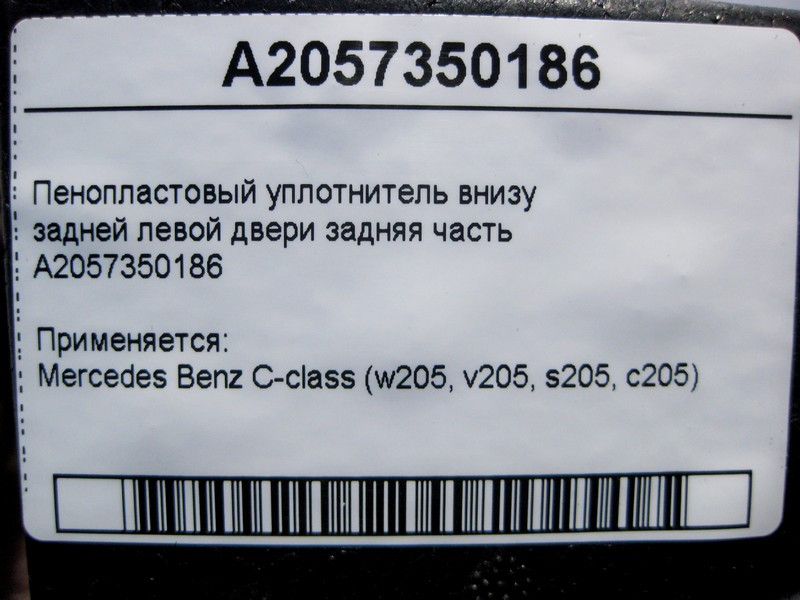 A2057350186
Пенопластовый уплотнитель внизу
задней левой двери задняя часть
A2057350186
Применяется:
Mercedes Benz C-class (w205, v205, s205, c205)